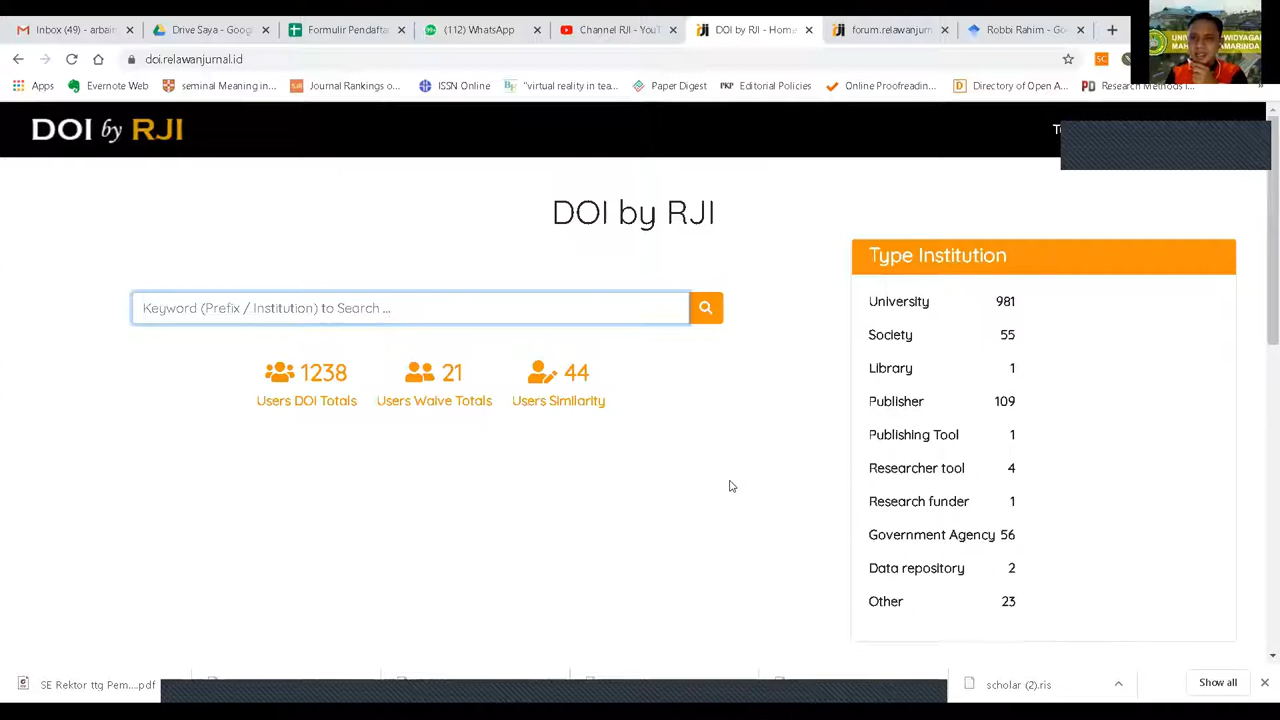 Inbox (49) - arbain
Drive Saya - Googl
Formulir Pendafta
(112) WhatsApp
Channel RJI - YouT
DOI by RJI - Home
forum.relawanjurnal
Robbi Rahim - Go
doi.relawanjurnal.id
Apps
Evernote Web
seminal Meaning in...
Journal Rankings o...
ISSN Online
"virtual reality in tea...
Paper Digest
PKP Editorial Policies
Online Proofreadin...
Directory of Open A...
Research Methods
DOI by RJI
DOI by RJI
Keyword (Prefix / Institution) to Search ...
1238
Users DOI Totals
21
Users Waive Totals
44
Users Similarity
Type Institution
University 981
Society 55
Library 1
Publisher 109
Publishing Tool 1
Researcher tool 4
Research funder 1
Government Agency 56
Data repository 2
Other 23
SE Rektor ttg Pem....pdf
scholar (2).ris
Show all